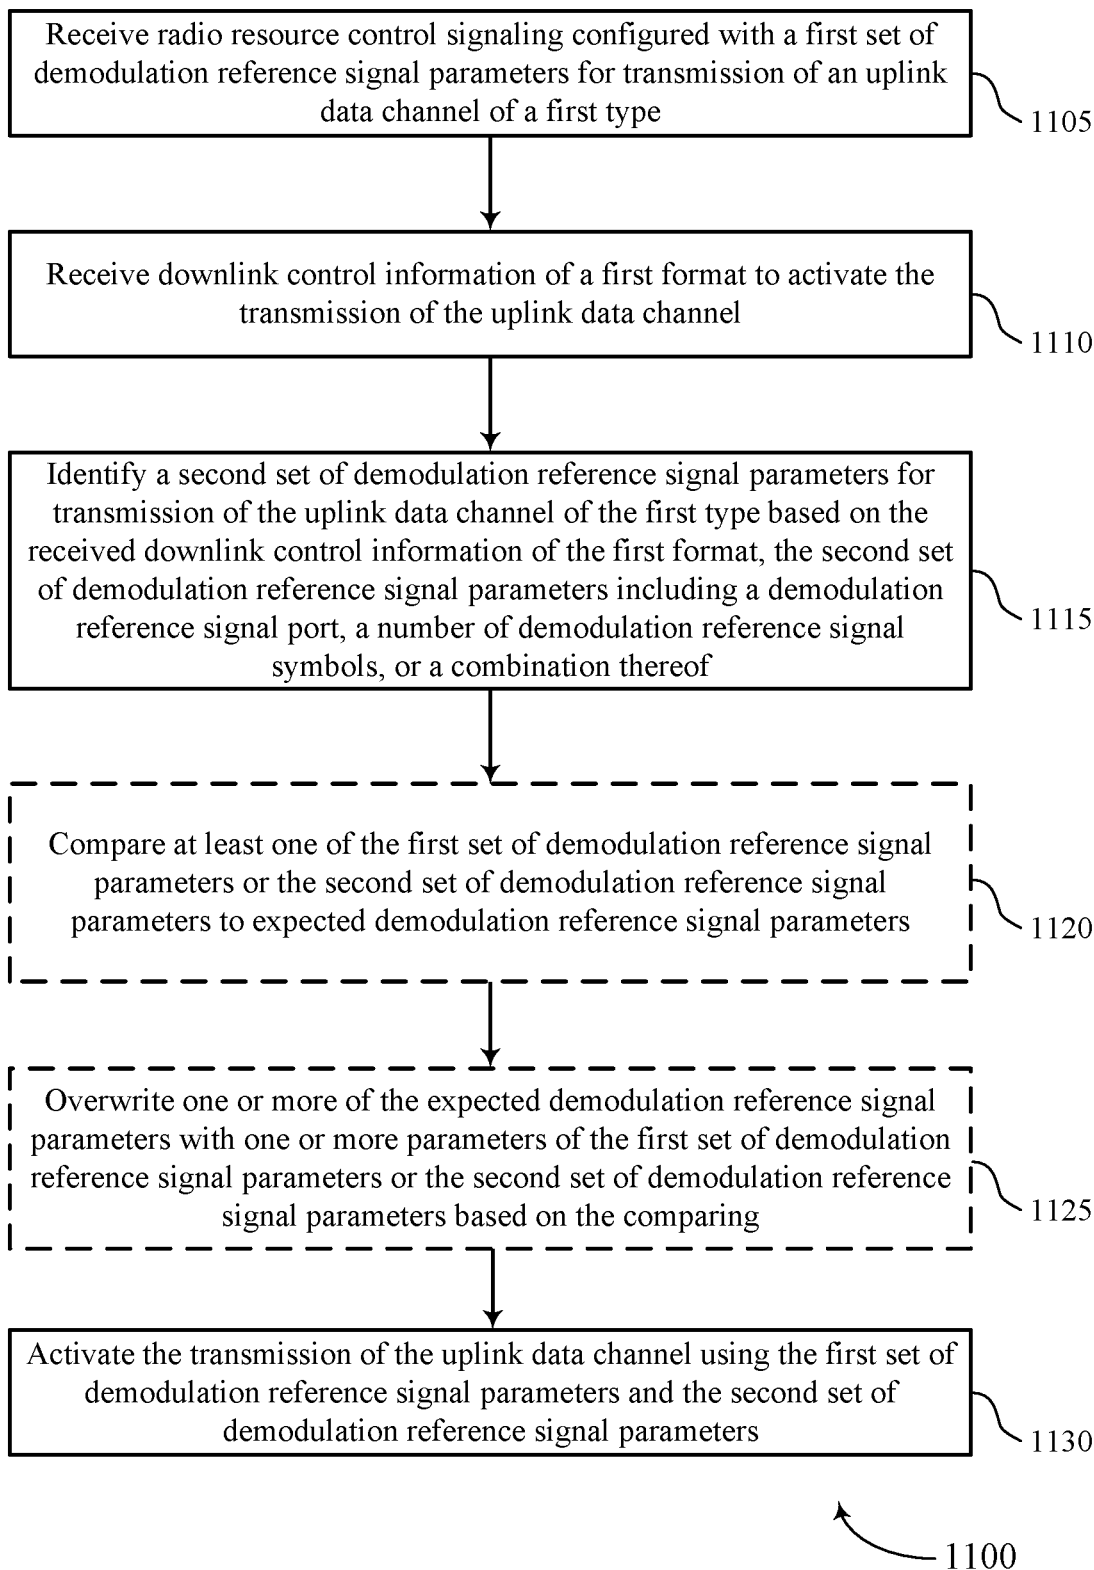 Receive radio resource control signaling configured with a first set of
demodulation reference signal parameters for transmission of an uplink
data channel of a first type
1105
Receive downlink control information of a first format to activate the
transmission of the uplink data channel
1110
Identify a second set of demodulation reference signal parameters for
transmission of the uplink data channel of the first type based on the
received downlink control information of the first format, the second set
of demodulation reference signal parameters including a demodulation
reference signal port, a number of demodulation reference signal
symbols, or a combination thereof
1115
Compare at least one of the first set of demodulation reference signal
parameters or the second set of demodulation reference signal
parameters to expected demodulation reference signal parameters
1120
Overwrite one or more of the expected demodulation reference signal
parameters with one or more parameters of the first set of demodulation
reference signal parameters or the second set of demodulation reference
signal parameters based on the comparing
1125
Activate the transmission of the uplink data channel using the first set of
demodulation reference signal parameters and the second set of
demodulation reference signal parameters
1130
1100